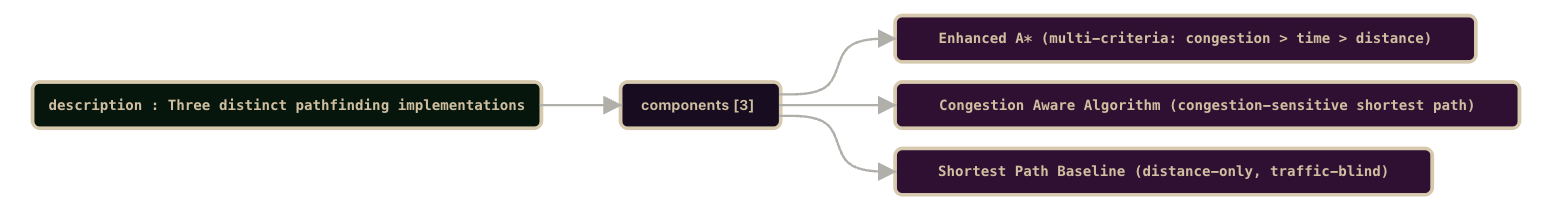 description : Three distinct pathfinding implementations
components [3]
Enhanced A* (multi-criteria: congestion > time > distance)
Congestion Aware Algorithm (congestion-sensitive shortest path)
Shortest Path Baseline (distance-only, traffic-blind)